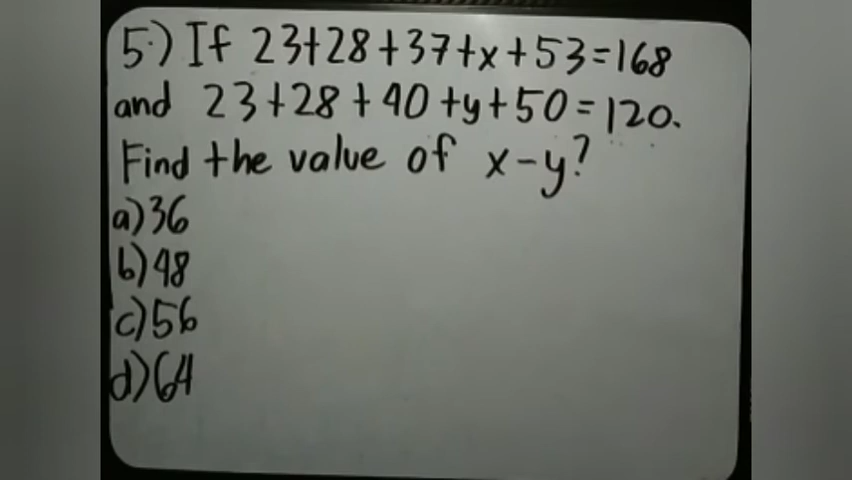 5.) If 23+28+37+x+53=168
and 23+28+40+y+50=120.
Find the value of x-y?
a)36
b)48
c)56
d)64